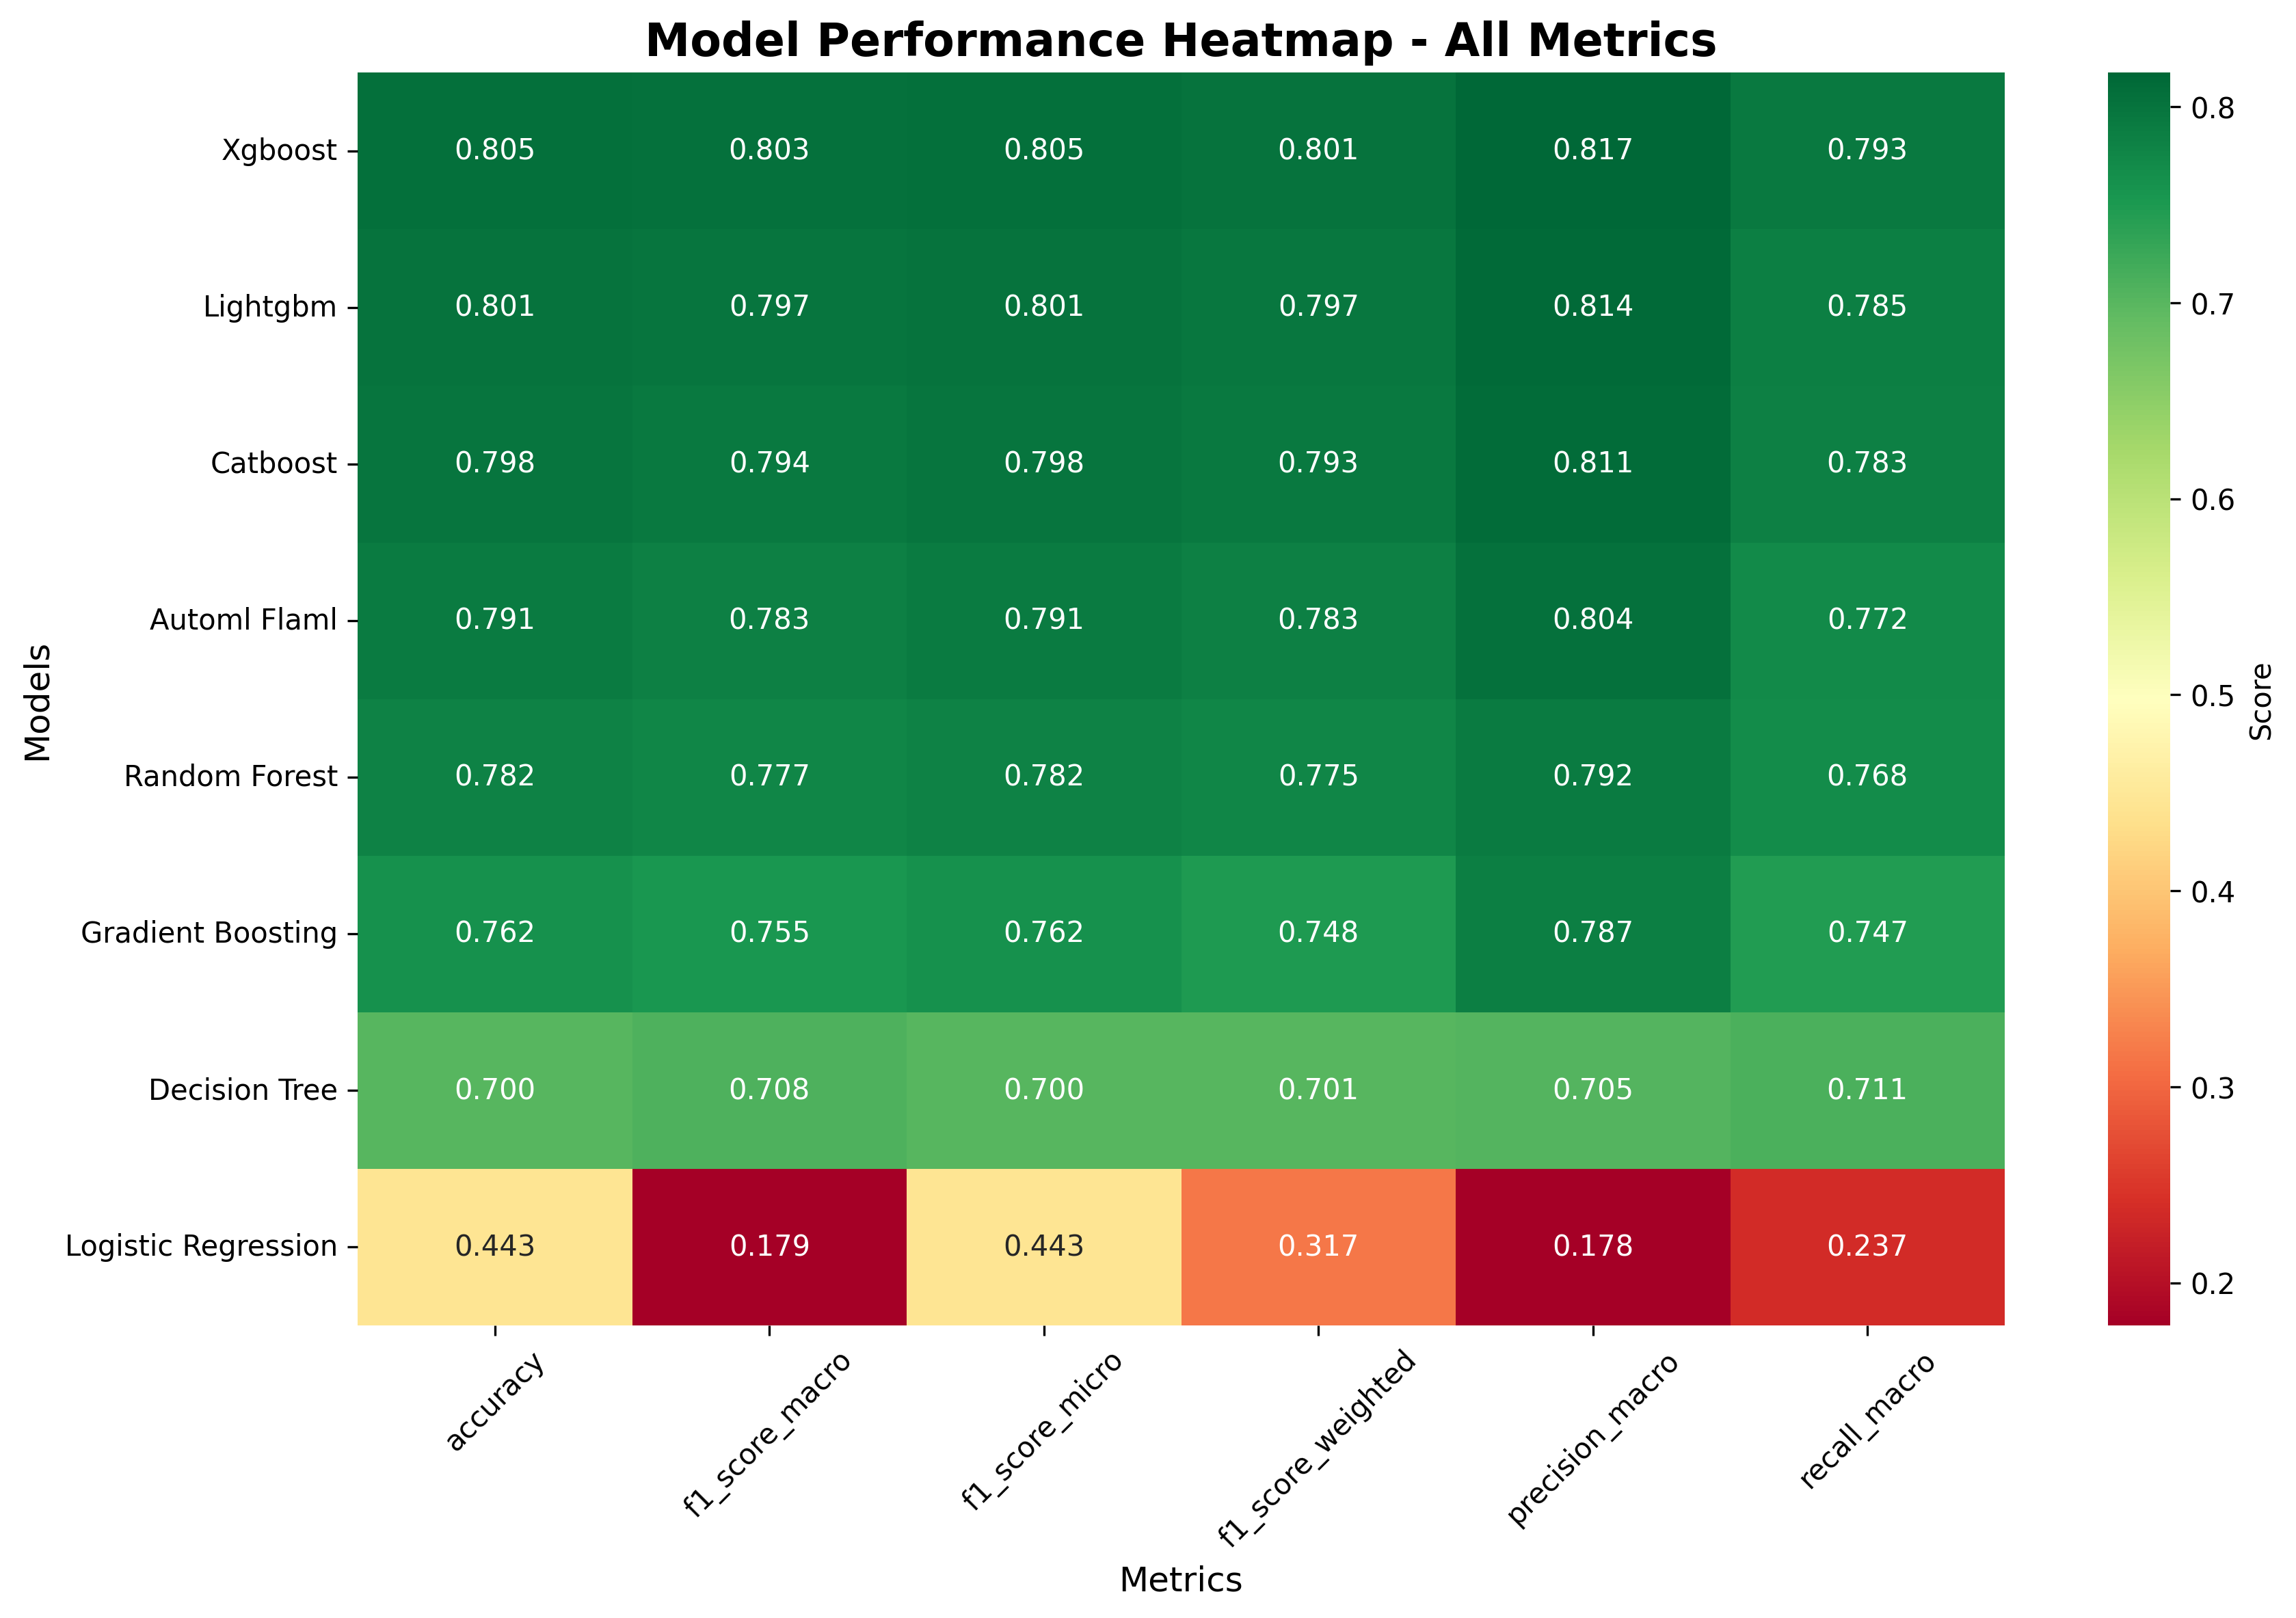 Model Performance Heatmap - All Metrics
Xgboost 0.805 0.803 0.805 0.801 0.817 0.793
Lightgbm 0.801 0.797 0.801 0.797 0.814 0.785
Catboost 0.798 0.794 0.798 0.793 0.811 0.783
Automl Flaml 0.791 0.783 0.791 0.783 0.804 0.772
Random Forest 0.782 0.777 0.782 0.775 0.792 0.768
Gradient Boosting 0.762 0.755 0.762 0.748 0.787 0.747
Decision Tree 0.700 0.708 0.700 0.701 0.705 0.711
Logistic Regression 0.443 0.179 0.443 0.317 0.178 0.237
Models
accuracy f1_score_macro f1_score_micro f1_score_weighted precision_macro recall_macro
Metrics
0.8
0.7
0.6
0.5
0.4
0.3
0.2
Score